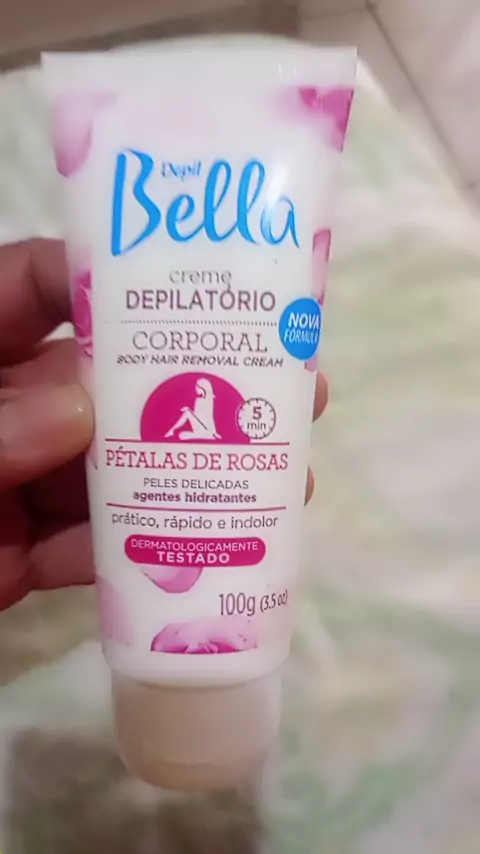 Depil
Bella
creme
DEPILATÓRIO
NOVA
FÓRMULA
CORPORAL
BODY HAIR REMOVAL CREAM
5
min
PÉTALAS DE ROSAS
PELES DELICADAS
agentes hidratantes
prático, rápido e indolor
DERMATOLOGICAMENTE
TESTADO
100g (3.5 oz)